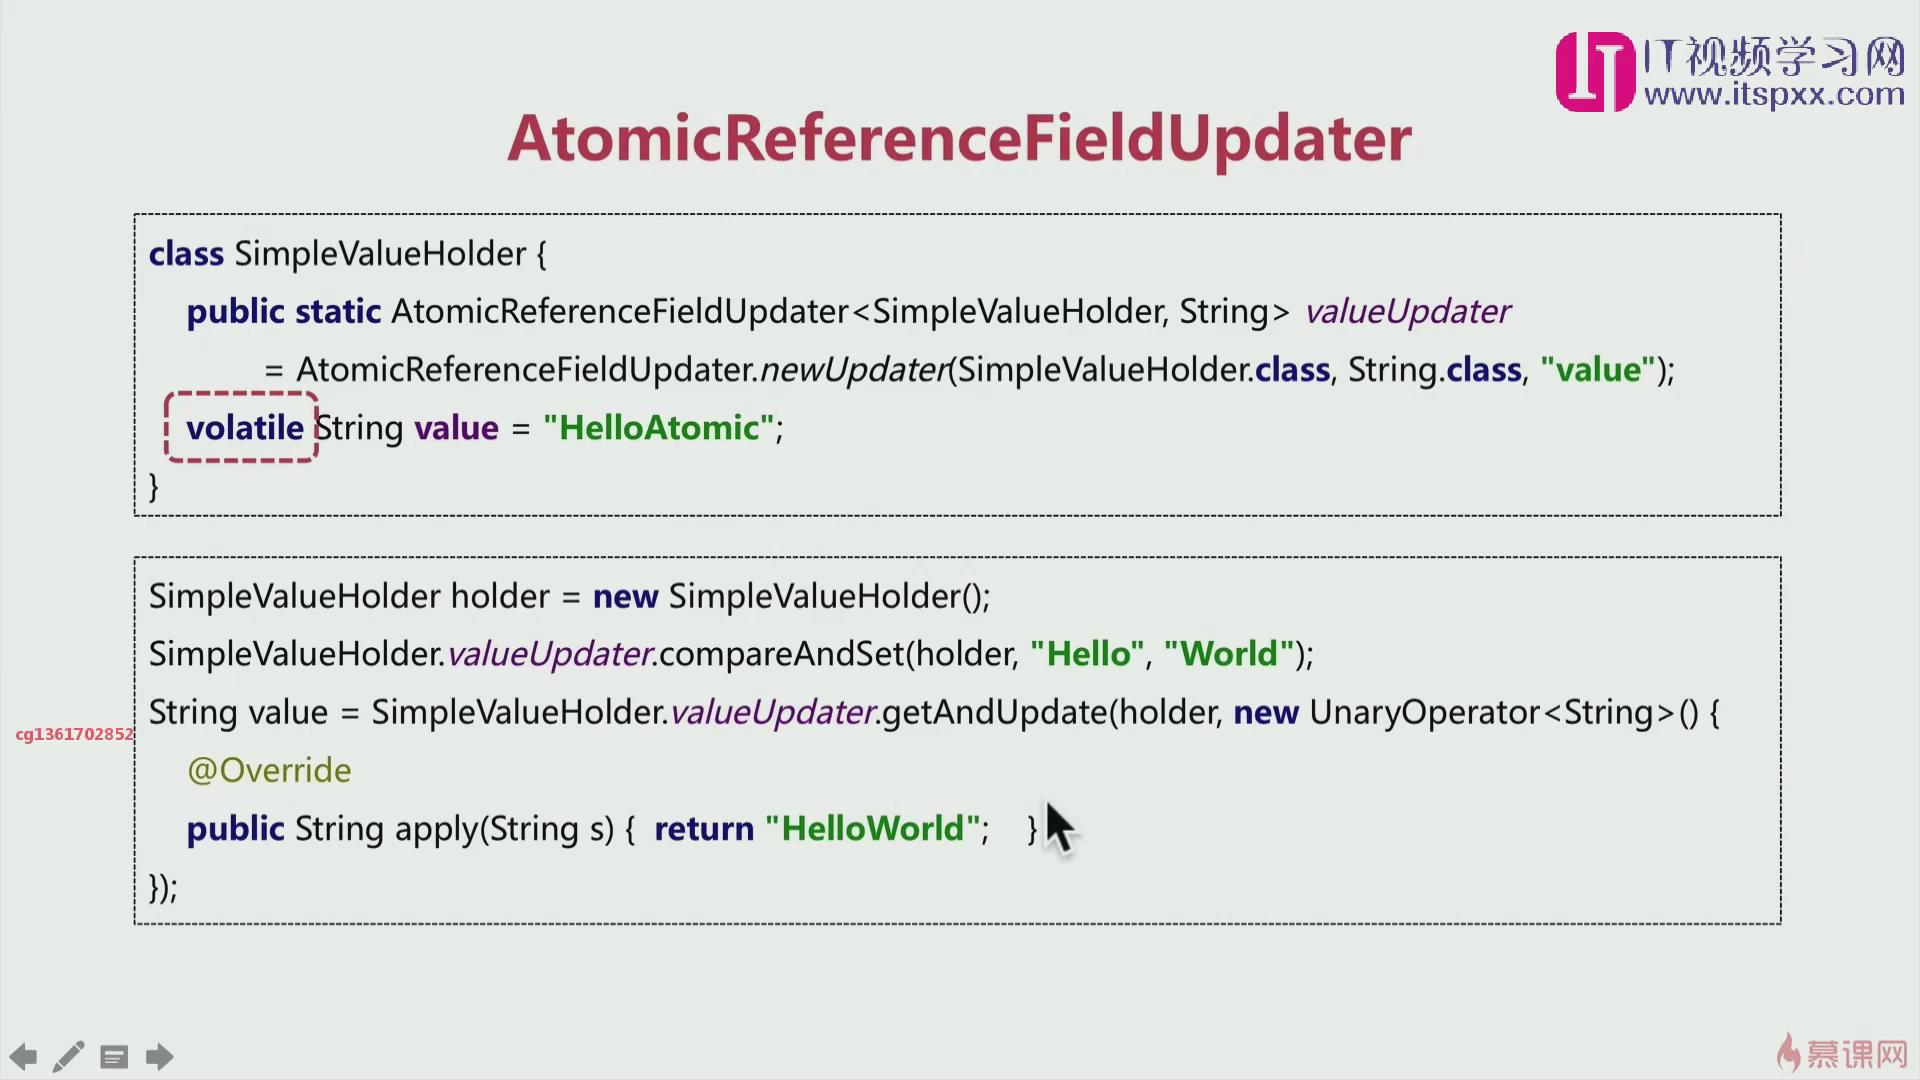 IT视频学习网
www.itspxx.com
AtomicReferenceFieldUpdater
class SimpleValueHolder {
public static AtomicReferenceFieldUpdater<SimpleValueHolder, String> valueUpdater
= AtomicReferenceFieldUpdater.newUpdater(SimpleValueHolder.class, String.class, "value");
volatile String value = "HelloAtomic";
}
SimpleValueHolder holder = new SimpleValueHolder();
SimpleValueHolder.valueUpdater.compareAndSet(holder, "Hello", "World");
String value = SimpleValueHolder.valueUpdater.getAndUpdate(holder, new UnaryOperator<String>() {
cg1361702852
@Override
public String apply(String s) { return "HelloWorld"; }
});
慕课网